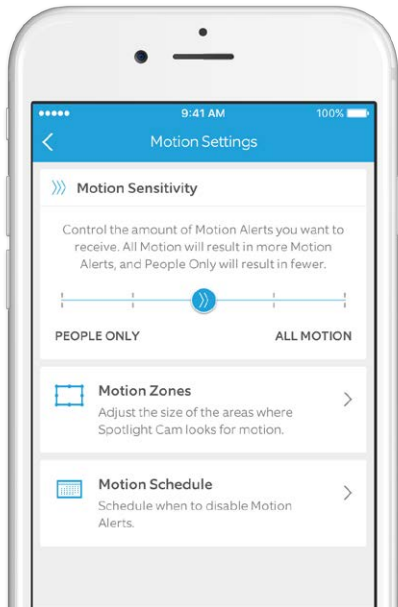 9:41 AM
100%
Motion Settings
Motion Sensitivity
Control the amount of Motion Alerts you want to
receive. All Motion will result in more Motion
Alerts, and People Only will result in fewer.
PEOPLE ONLY
ALL MOTION
Motion Zones
Adjust the size of the areas where
Spotlight Cam looks for motion.
Motion Schedule
Schedule when to disable Motion
Alerts.